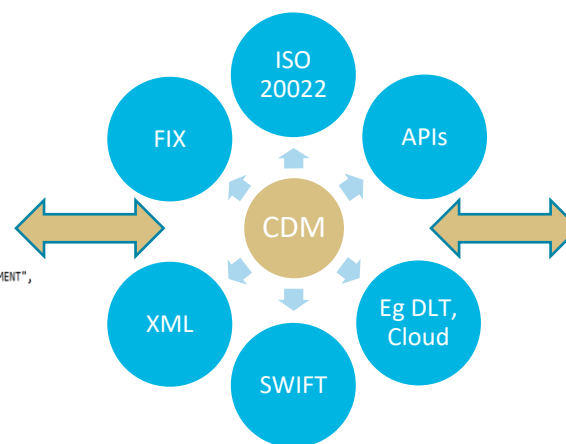 ISO
20022
FIX
APIs
CDM
MENT",
XML
Eg DLT,
Cloud
SWIFT